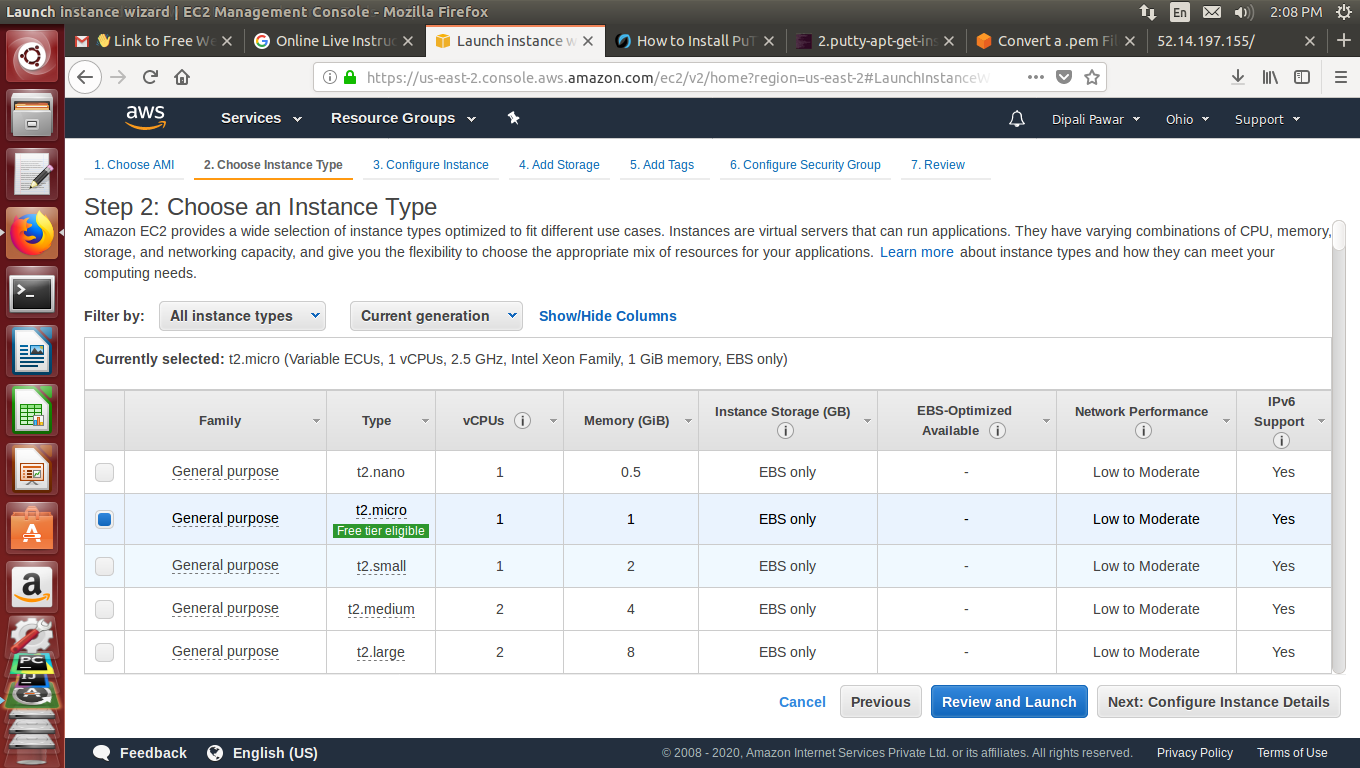 Launch instance wizard | EC2 Management Console - Mozilla Firefox
En
2:08 PM
Link to Free We
Online Live Instruc
Launch instance w
How to Install PuT
2.putty-apt-get-ins
Convert a .pem Fil
52.14.197.155/
https://us-east-2.console.aws.amazon.com/ec2/v2/home?region=us-east-2#LaunchInstanceW
aws
Services
Resource Groups
Dipali Pawar
Ohio
Support
1. Choose AMI
2. Choose Instance Type
3. Configure Instance
4. Add Storage
5. Add Tags
6. Configure Security Group
7. Review
Step 2: Choose an Instance Type
Amazon EC2 provides a wide selection of instance types optimized to fit different use cases. Instances are virtual servers that can run applications. They have varying combinations of CPU, memory,
storage, and networking capacity, and give you the flexibility to choose the appropriate mix of resources for your applications. Learn more about instance types and how they can meet your
computing needs.
Filter by: All instance types Current generation Show/Hide Columns
Currently selected: t2.micro (Variable ECUs, 1 vCPUs, 2.5 GHz, Intel Xeon Family, 1 GiB memory, EBS only)
Family
Type
vCPUs
Memory (GiB)
Instance Storage (GB)
EBS-Optimized
Available
Network Performance
IPv6
Support
General purpose t2.nano 1 0.5 EBS only - Low to Moderate Yes
General purpose t2.micro 1 1 EBS only - Low to Moderate Yes
Free tier eligible
General purpose t2.small 1 2 EBS only - Low to Moderate Yes
General purpose t2.medium 2 4 EBS only - Low to Moderate Yes
General purpose t2.large 2 8 EBS only - Low to Moderate Yes
Cancel
Previous
Review and Launch
Next: Configure Instance Details
Feedback
English (US)
© 2008 - 2020, Amazon Internet Services Private Ltd. or its affiliates. All rights reserved.
Privacy Policy
Terms of Use